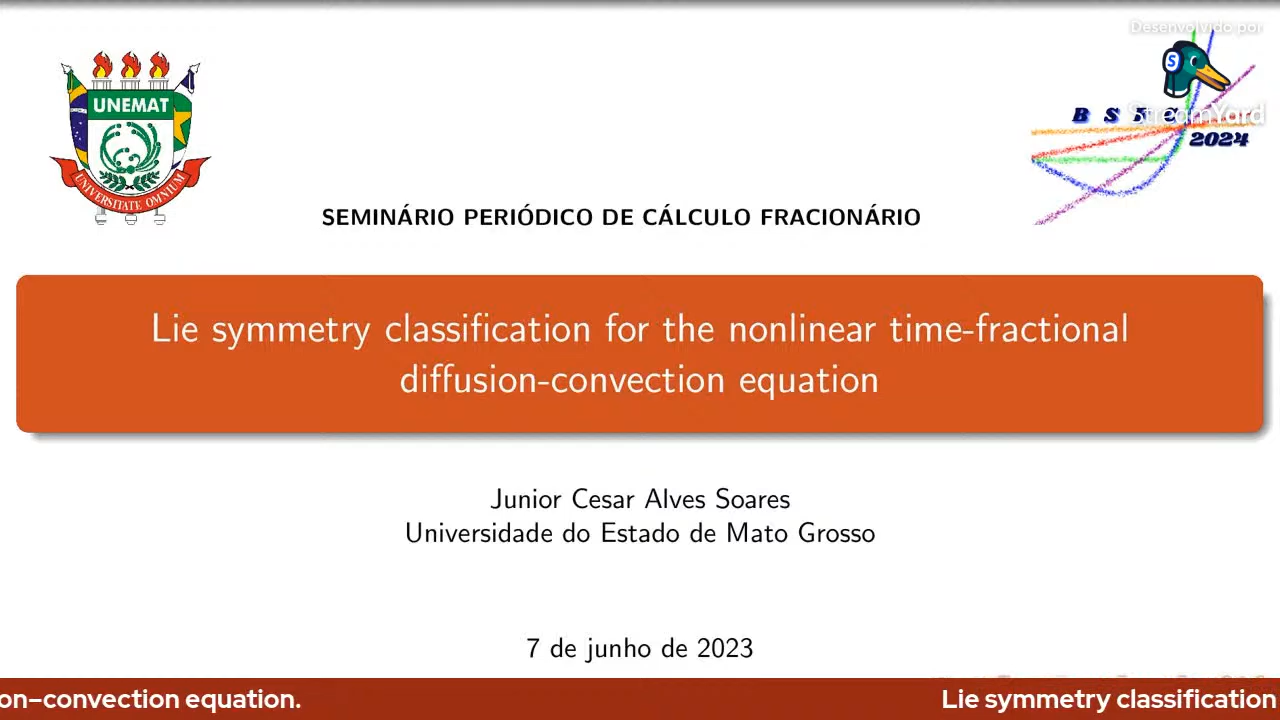 Desenvolvido por
StreamYard
UNEMAT
UNIVERSITATE OMNIUM
2024
SEMINÁRIO PERIÓDICO DE CÁLCULO FRACIONÁRIO
Lie symmetry classification for the nonlinear time-fractional
diffusion-convection equation
Junior Cesar Alves Soares
Universidade do Estado de Mato Grosso
7 de junho de 2023
on-convection equation.
Lie symmetry classification